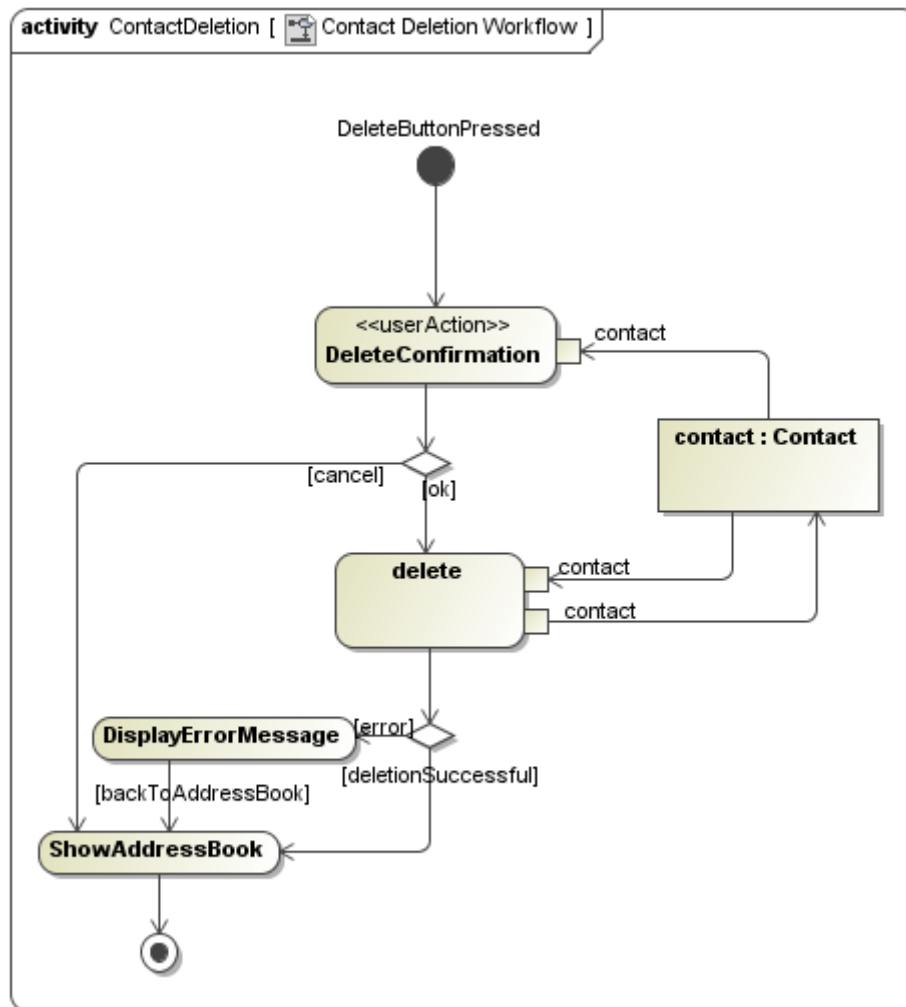 activity ContactDeletion [ Contact Deletion Workflow ]
DeleteButtonPressed
<<userAction>>
DeleteConfirmation
contact
contact : Contact
[cancel]
[ok]
delete
contact
contact
DisplayErrorMessage
[error]
[deletionSuccessful]
[backToAddressBook]
ShowAddressBook